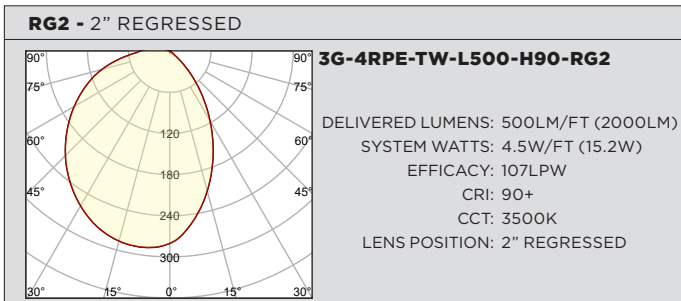 RG2 - 2” REGRESSED
90° 90°
75° 75°
60° 60°
45° 45°
30° 15° 0° 15° 30°
120
180
240
300
3G-4RPE-TW-L500-H90-RG2
DELIVERED LUMENS: 500LM/FT (2000LM)
SYSTEM WATTS: 4.5W/FT (15.2W)
EFFICACY: 107LPW
CRI: 90+
CCT: 3500K
LENS POSITION: 2” REGRESSED